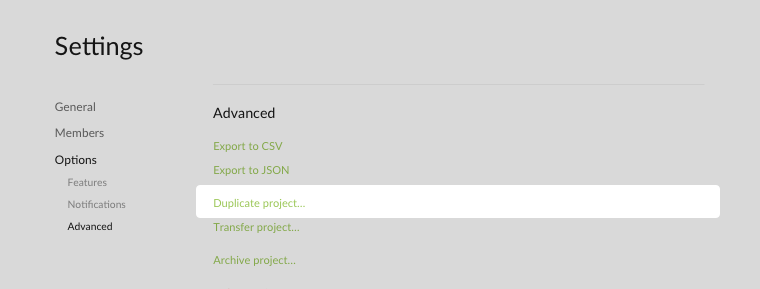 Settings
General
Members
Options
Features
Notifications
Advanced
Advanced
Export to CSV
Export to JSON
Duplicate project...
Transfer project...
Archive project...